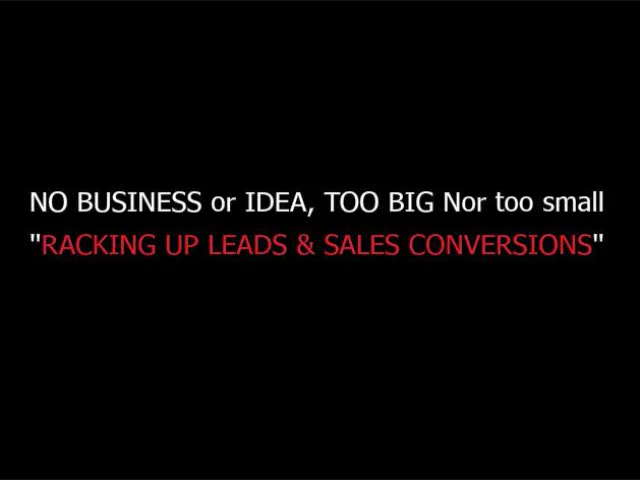 NO BUSINESS or IDEA, TOO BIG Nor too small
"RACKING UP LEADS & SALES CONVERSIONS"